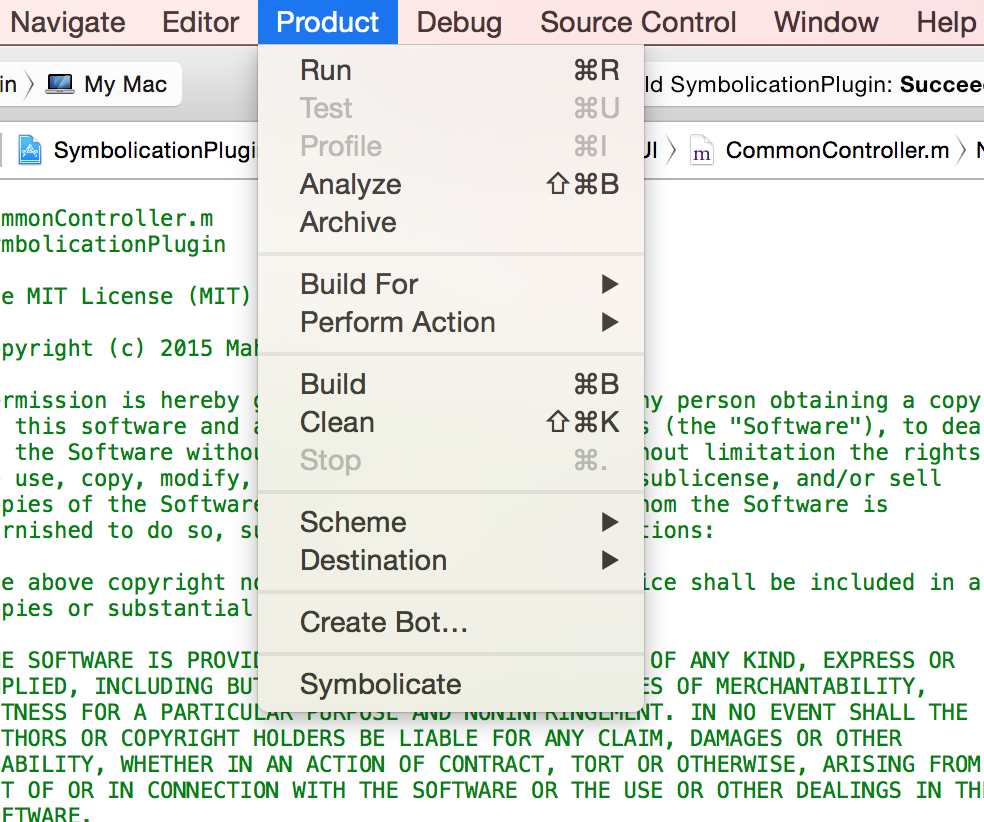 Navigate Editor Product Debug Source Control Window Help
My Mac SymbolicationPlugin:
SymbolicationPlugi CommonController.m
Run ⌘R
Test ⌘U
Profile ⌘I
Analyze ⇧⌘B
Archive
Build For ▶
Perform Action ▶
Build ⌘B
Clean ⇧⌘K
Stop ⌘.
Scheme ▶
Destination ▶
Create Bot...
Symbolicate
mmonController.m
mbolicationPlugin
e MIT License (MIT)
pyright (c) 2015 Mah
rmission is hereby g y person obtaining a copy
this software and a s (the "Software"), to dea
the Software withou hout limitation the rights
use, copy, modify, sublicense, and/or sell
pies of the Software hom the Software is
rnished to do so, su tions:
e above copyright no ice shall be included in a
pies or substantial
E SOFTWARE IS PROVID OF ANY KIND, EXPRESS OR
PLIED, INCLUDING BUT ES OF MERCHANTABILITY,
TNESS FOR A PARTICULAR PURPOSE AND NONINFRINGEMENT. IN NO EVENT SHALL THE
THORS OR COPYRIGHT HOLDERS BE LIABLE FOR ANY CLAIM, DAMAGES OR OTHER
ABILITY, WHETHER IN AN ACTION OF CONTRACT, TORT OR OTHERWISE, ARISING FROM
T OF OR IN CONNECTION WITH THE SOFTWARE OR THE USE OR OTHER DEALINGS IN THE
FTWARE.